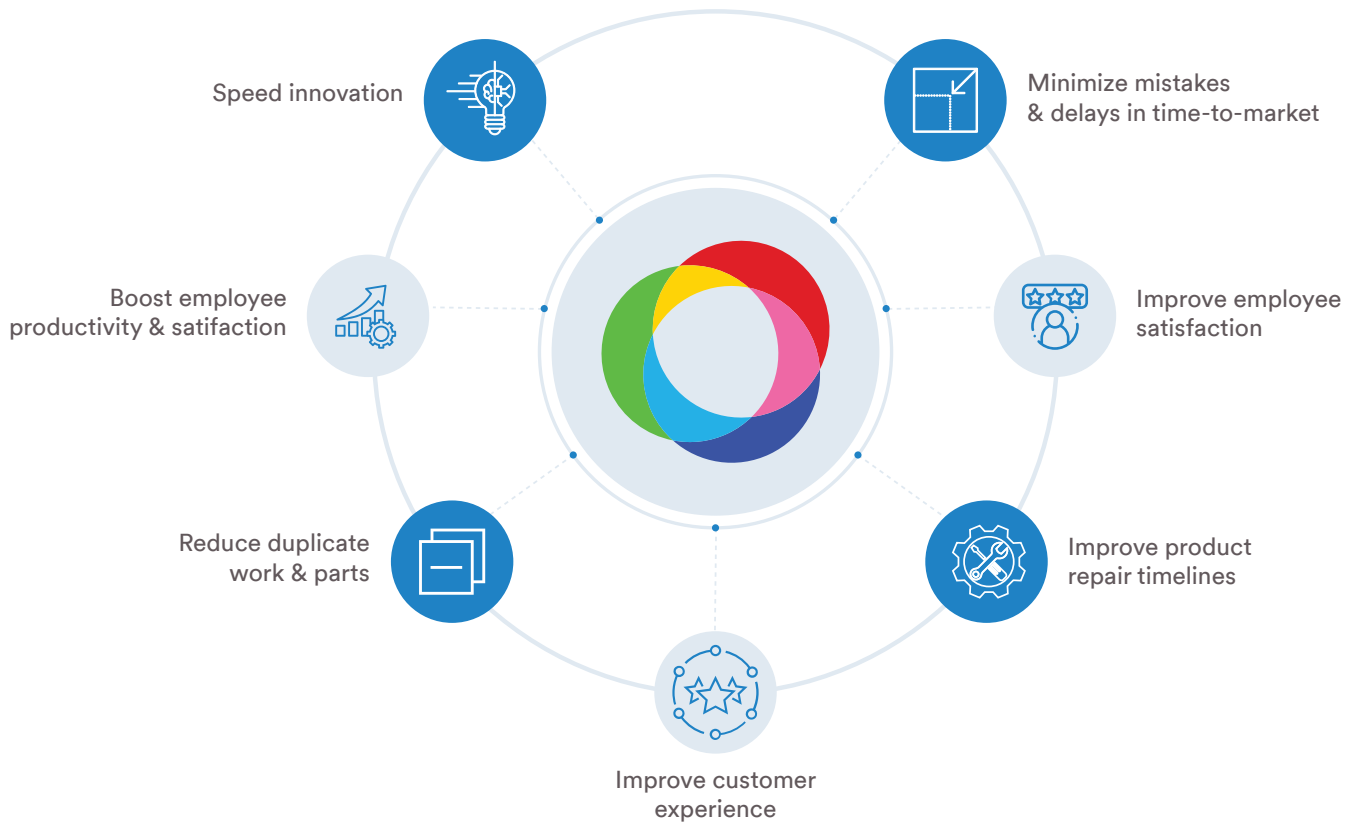 Speed innovation
Minimize mistakes
& delays in time-to-market
Boost employee
productivity & satifaction
Improve employee
satisfaction
Reduce duplicate
work & parts
Improve product
repair timelines
Improve customer
experience